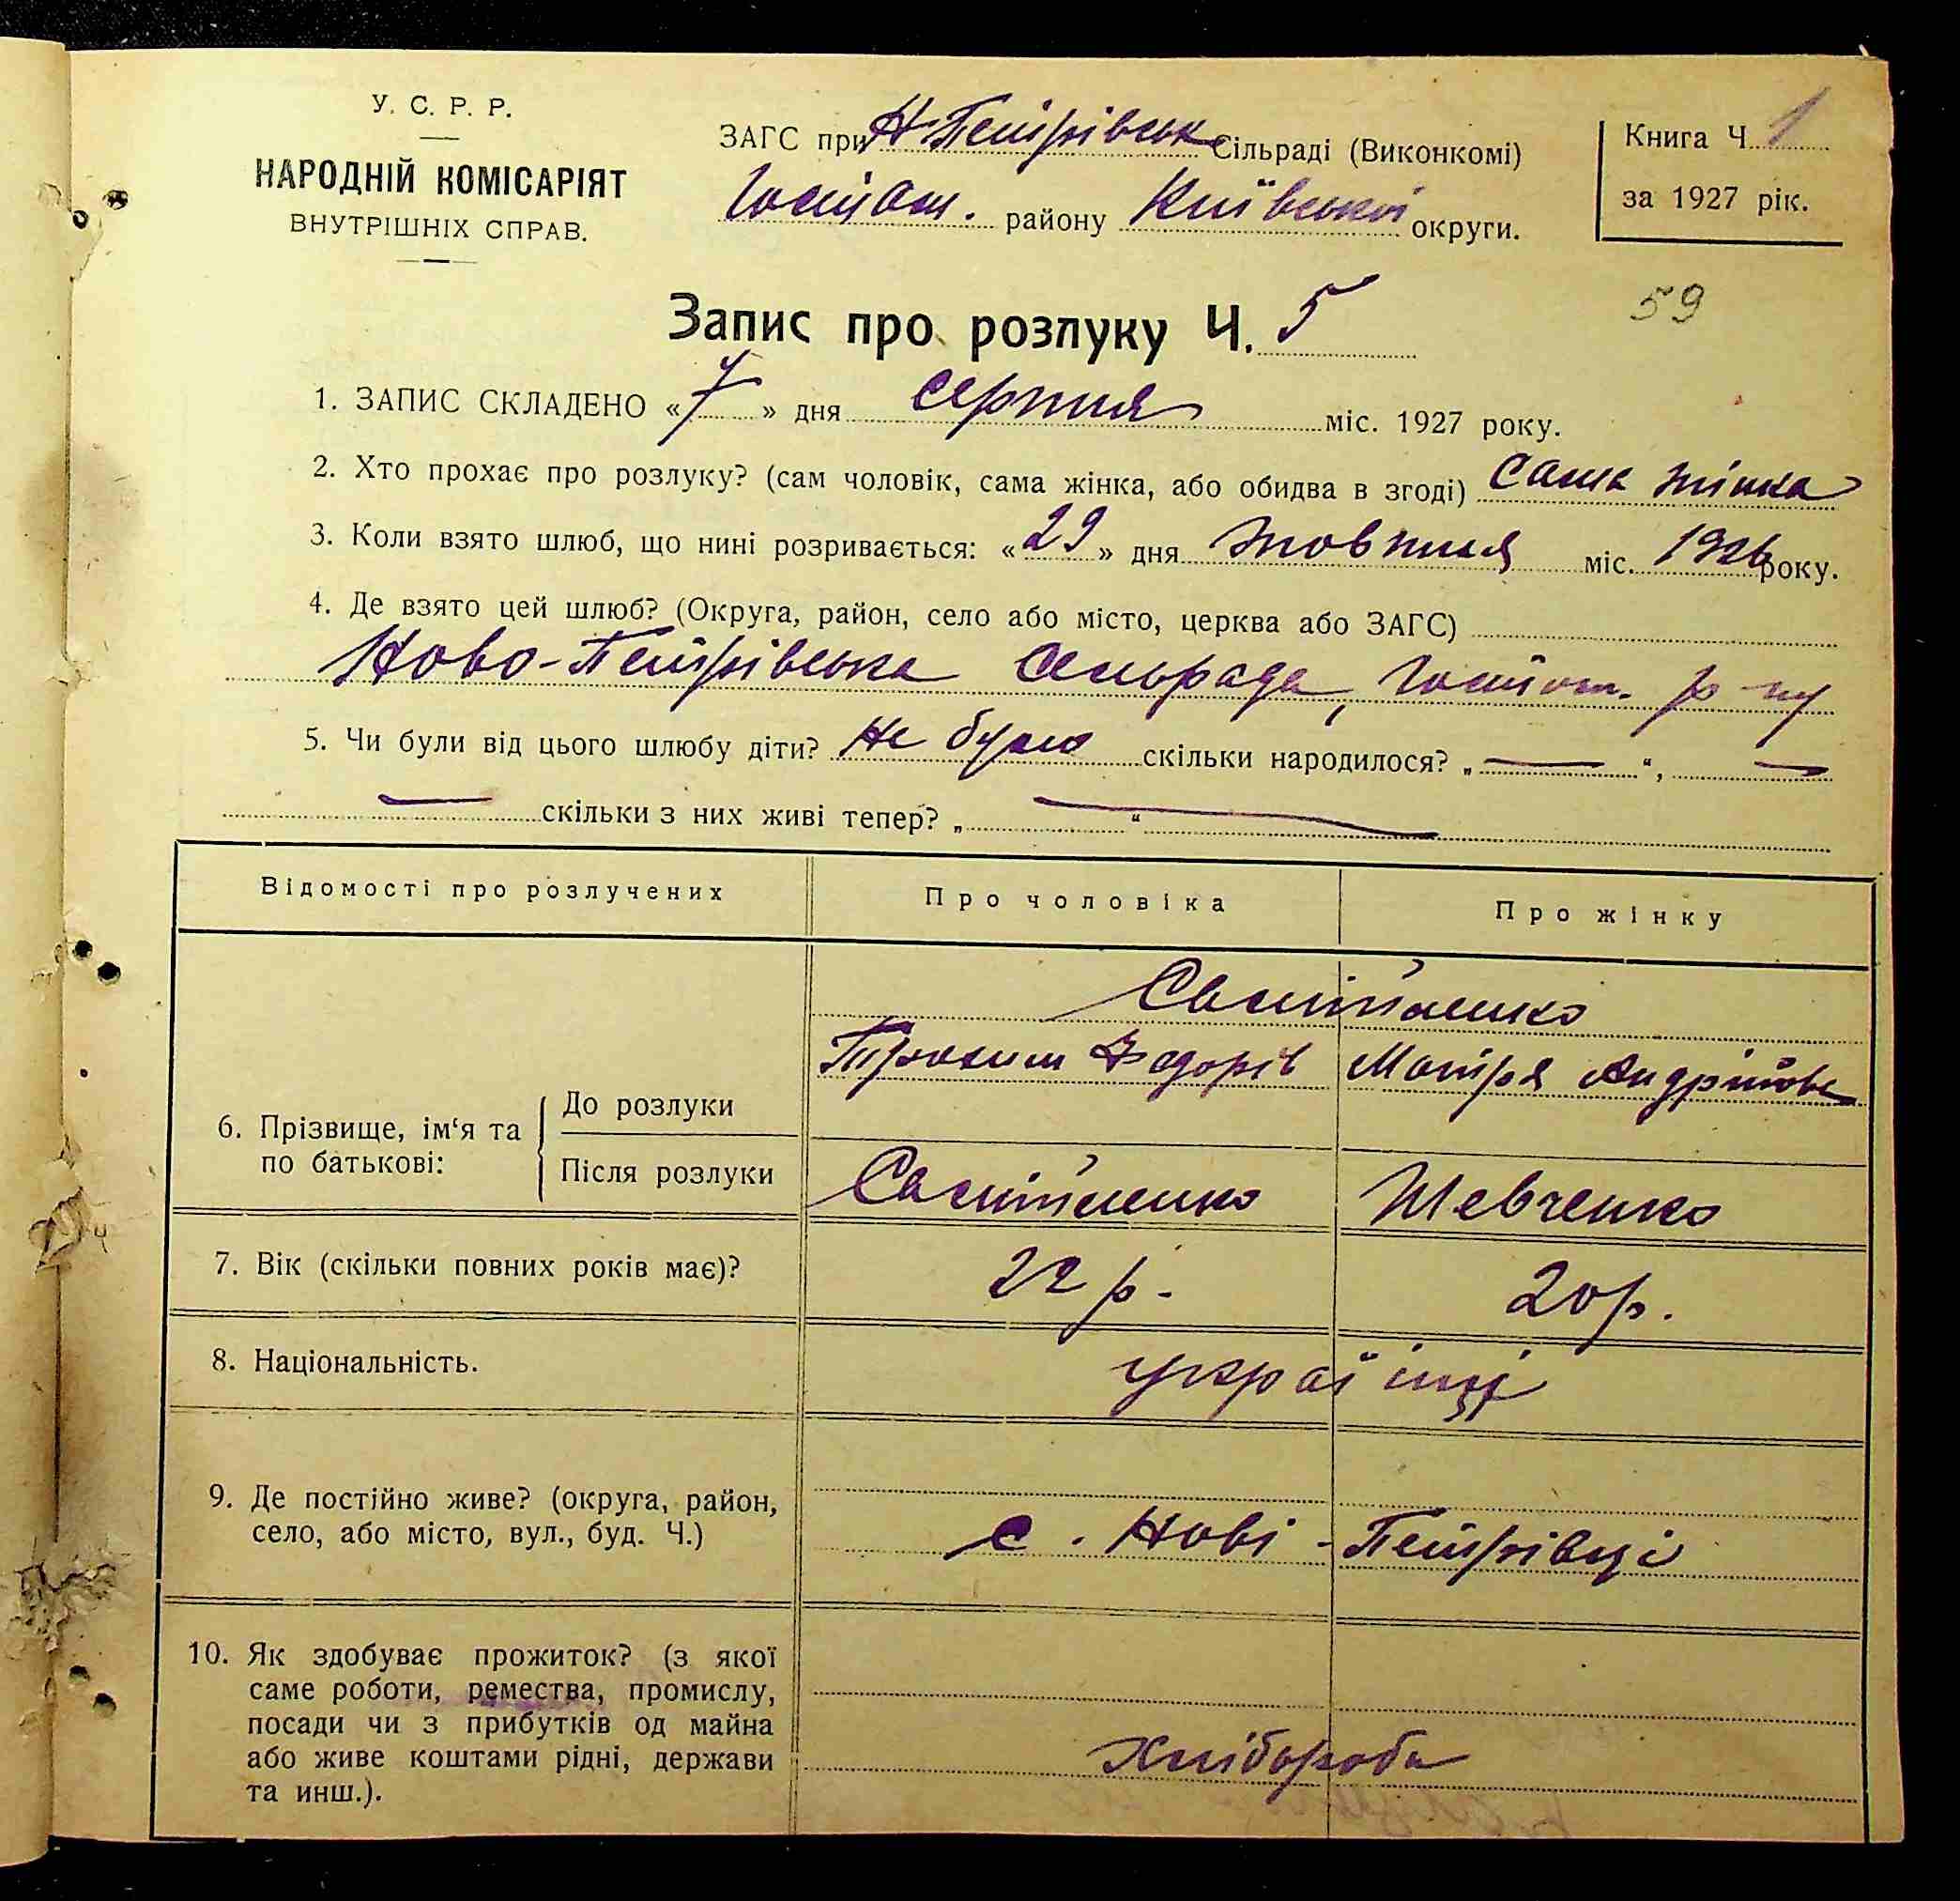 У. С. Р. Р.
НАРОДНІЙ КОМІСАРІЯТ
ВНУТРІШНІХ СПРАВ.
ЗАГС при Н-Петрівськ Сільраді (Виконкомі)
Гостом. району Київської округи.
Книга Ч. 1
за 1927 рік.
59
Запис про розлуку Ч. 5
1. ЗАПИС СКЛАДЕНО «7» дня серпня міс. 1927 року.
2. Хто прохає про розлуку? (сам чоловік, сама жінка, або обидва в згоді) сама жінка
3. Коли взято шлюб, що нині розривається: «29» дня жовтня міс. 1926 року.
4. Де взято цей шлюб? (Округа, район, село або місто, церква або ЗАГС)
Ново-Петрівська сельрада, Гостом. р-ну
5. Чи були від цього шлюбу діти? не було скільки народилося? „ — “, —
— скільки з них живі тепер? „ “ —
Відомості про розлучених Про чоловіка Про жінку
6. Прізвище, ім‘я та по батькові:
До розлуки
Трохим Федорів Мотря Андріївна
Після розлуки
Шевченко
7. Вік (скільки повних років має)? 22 р. 20 р.
8. Національність. українці
9. Де постійно живе? (округа, район,
село, або місто, вул., буд. Ч.) с. Нові-Петрівці
10. Як здобуває прожиток? (з якої
саме роботи, ремества, промислу,
посади чи з прибутків од майна
або живе коштами рідні, держави
та инш.). хлібороба